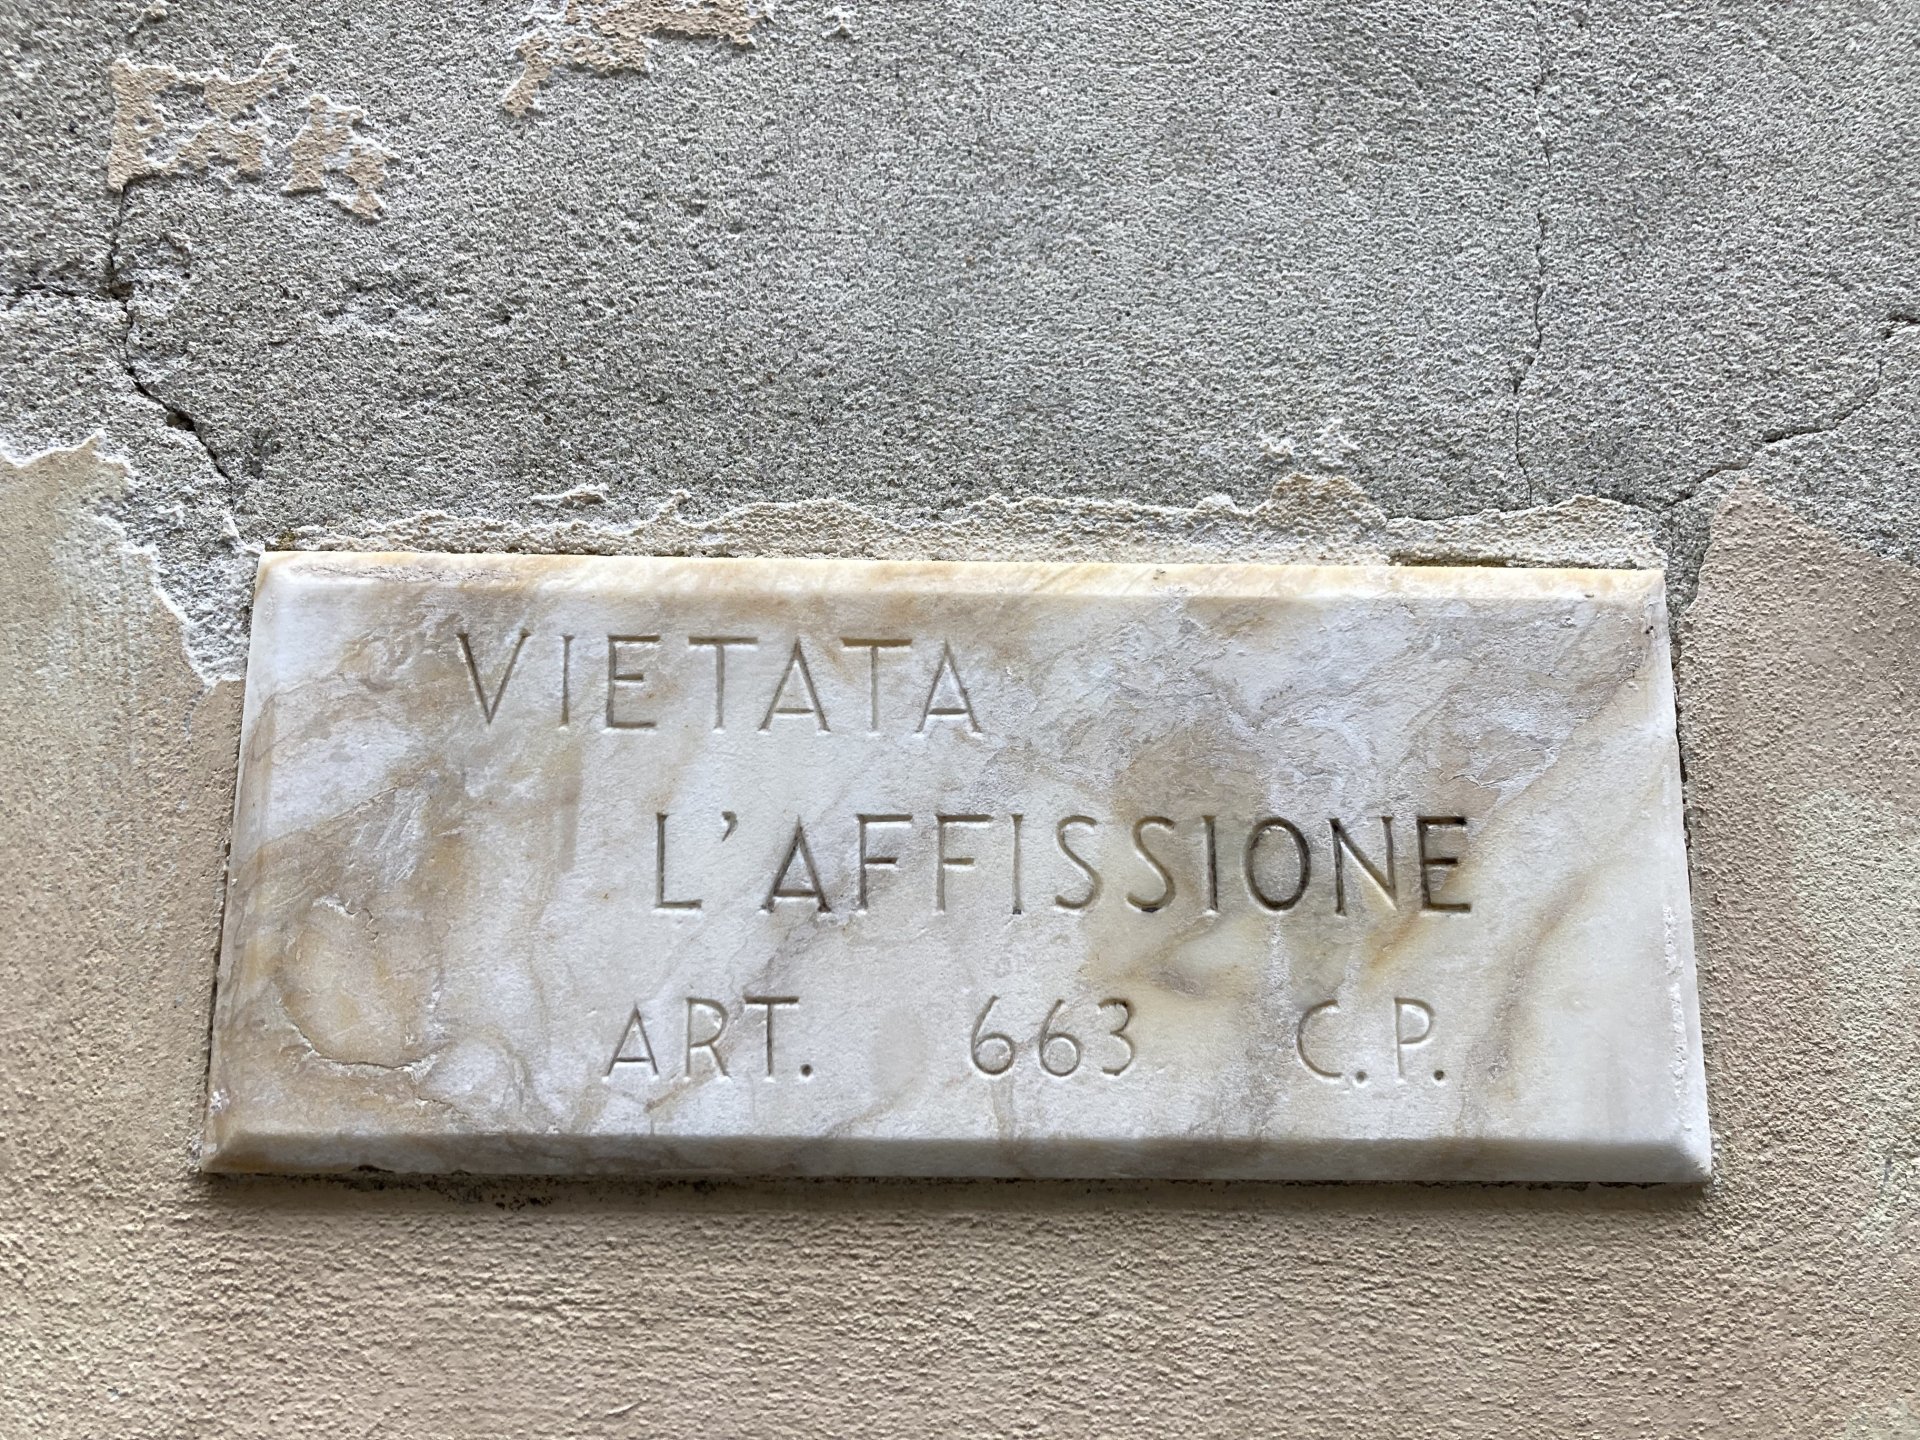 VIETATA
L'AFFISSIONE
ART. 663 C.P.